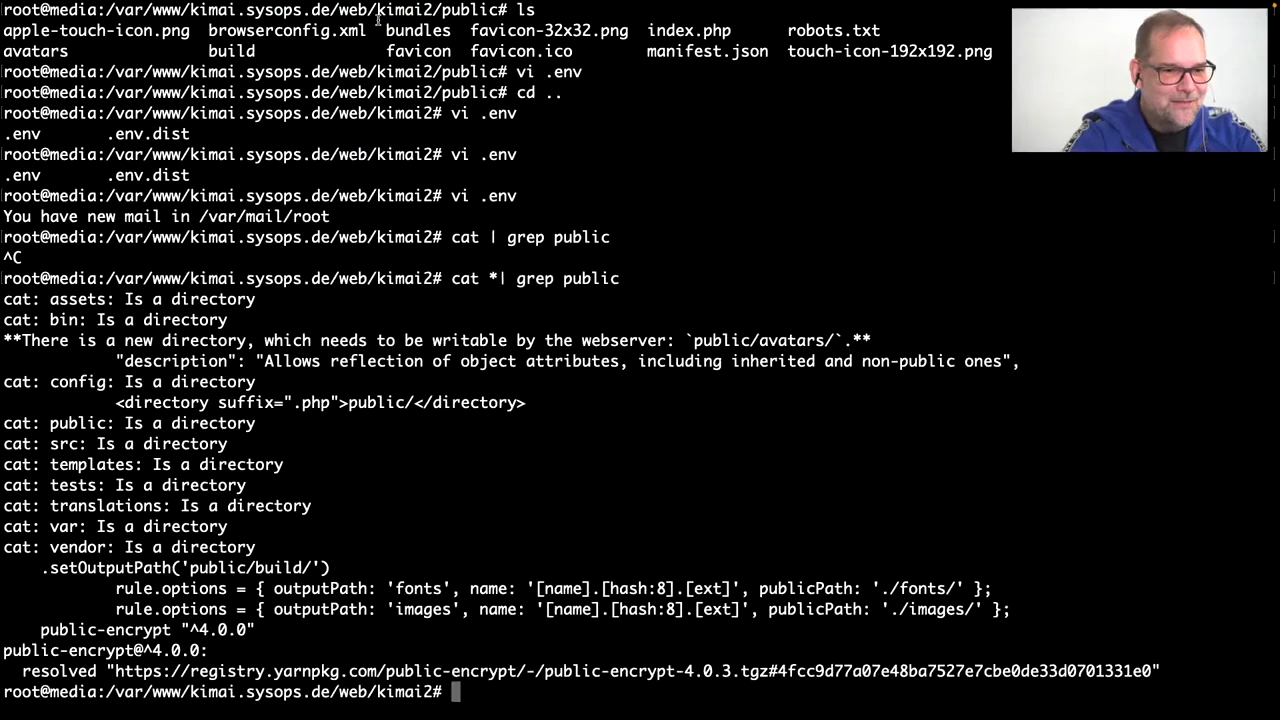 root@media:/var/www/kimai.sysops.de/web/kimai2/public# ls
apple-touch-icon.png browserconfig.xml bundles favicon-32x32.png index.php robots.txt
avatars build favicon favicon.ico manifest.json touch-icon-192x192.png
root@media:/var/www/kimai.sysops.de/web/kimai2/public# vi .env
root@media:/var/www/kimai.sysops.de/web/kimai2/public# cd ..
root@media:/var/www/kimai.sysops.de/web/kimai2# vi .env
.env .env.dist
root@media:/var/www/kimai.sysops.de/web/kimai2# vi .env
.env .env.dist
root@media:/var/www/kimai.sysops.de/web/kimai2# vi .env
You have new mail in /var/mail/root
root@media:/var/www/kimai.sysops.de/web/kimai2# cat | grep public
^C
root@media:/var/www/kimai.sysops.de/web/kimai2# cat *| grep public
cat: assets: Is a directory
cat: bin: Is a directory
**There is a new directory, which needs to be writable by the webserver: `public/avatars/`.**
"description": "Allows reflection of object attributes, including inherited and non-public ones",
cat: config: Is a directory
<directory suffix=".php">public/</directory>
cat: public: Is a directory
cat: src: Is a directory
cat: templates: Is a directory
cat: tests: Is a directory
cat: translations: Is a directory
cat: var: Is a directory
cat: vendor: Is a directory
.setOutputPath('public/build/')
rule.options = { outputPath: 'fonts', name: '[name].[hash:8].[ext]', publicPath: './fonts/' };
rule.options = { outputPath: 'images', name: '[name].[hash:8].[ext]', publicPath: './images/' };
public-encrypt "^4.0.0"
public-encrypt@^4.0.0:
resolved "https://registry.yarnpkg.com/public-encrypt/-/public-encrypt-4.0.3.tgz#4fcc9d77a07e48ba7527e7cbe0de33d0701331e0"
root@media:/var/www/kimai.sysops.de/web/kimai2#